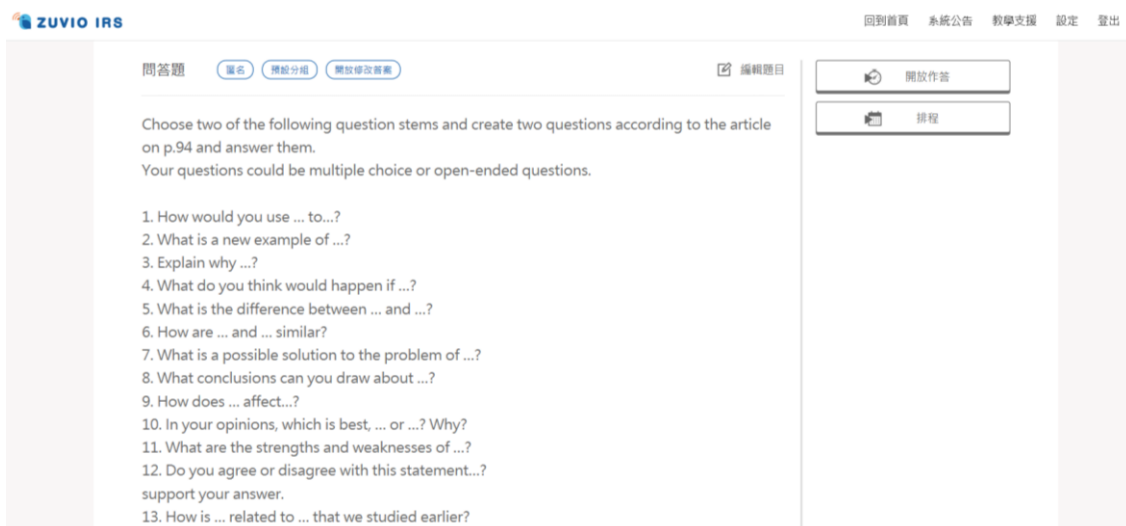 ZUVIO IRS
回到首頁 系統公告 教學支援 設定 登出
問答題 匿名 預設分組 開放修改答案 編輯題目
開放作答
排程
Choose two of the following question stems and create two questions according to the article
on p.94 and answer them.
Your questions could be multiple choice or open-ended questions.
1. How would you use ... to...?
2. What is a new example of ...?
3. Explain why ...?
4. What do you think would happen if ...?
5. What is the difference between ... and ...?
6. How are ... and ... similar?
7. What is a possible solution to the problem of ...?
8. What conclusions can you draw about ...?
9. How does ... affect...?
10. In your opinions, which is best, ... or ...? Why?
11. What are the strengths and weaknesses of ...?
12. Do you agree or disagree with this statement...?
support your answer.
13. How is ... related to ... that we studied earlier?